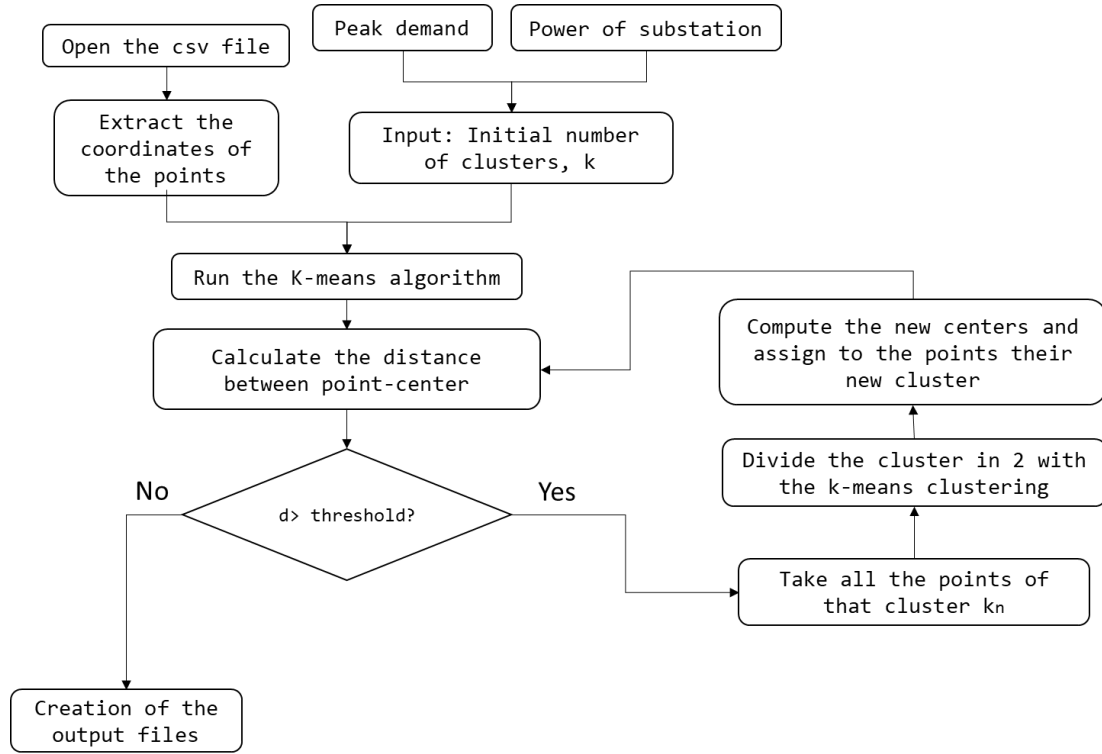 Open the csv file
Peak demand
Power of substation
Extract the
coordinates of
the points
Input: Initial number
of clusters, k
Run the K-means algorithm
Calculate the distance
between point-center
Compute the new centers and
assign to the points their
new cluster
Divide the cluster in 2 with
the k-means clustering
No
Yes
d> threshold?
Take all the points of
that cluster kn
Creation of the
output files